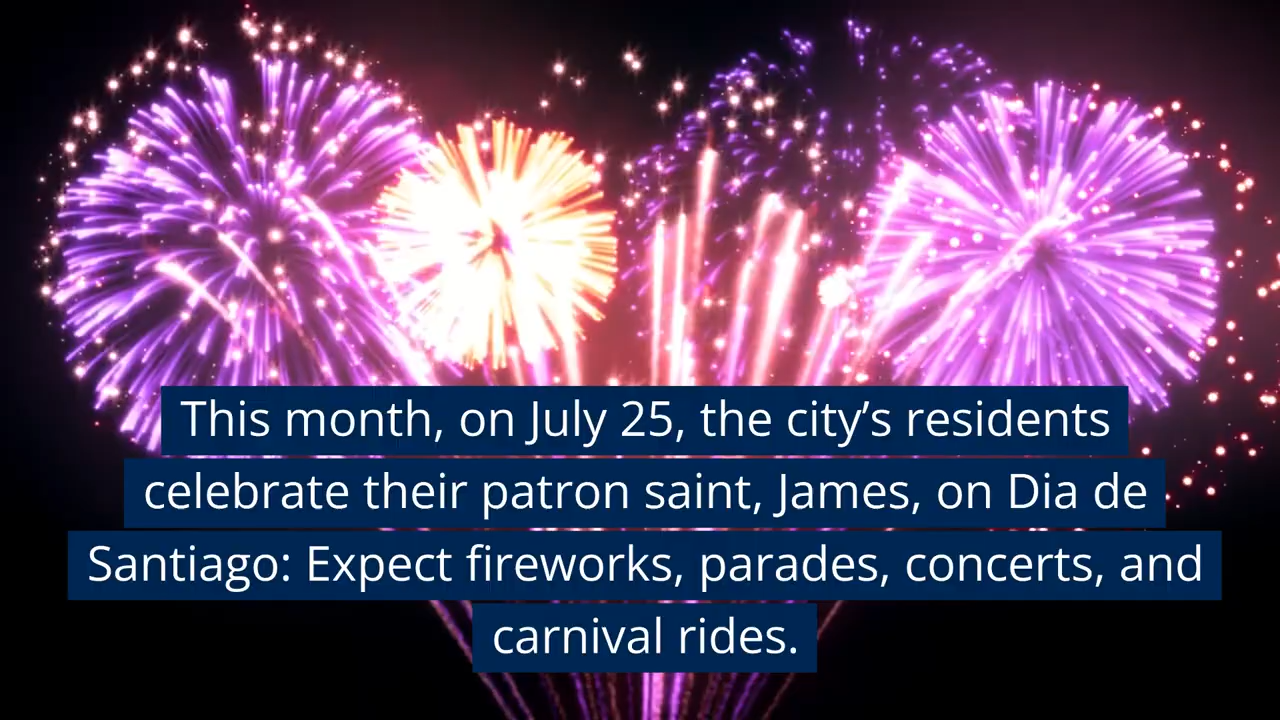 This month, on July 25, the city’s residents
celebrate their patron saint, James, on Dia de
Santiago: Expect fireworks, parades, concerts, and
carnival rides.